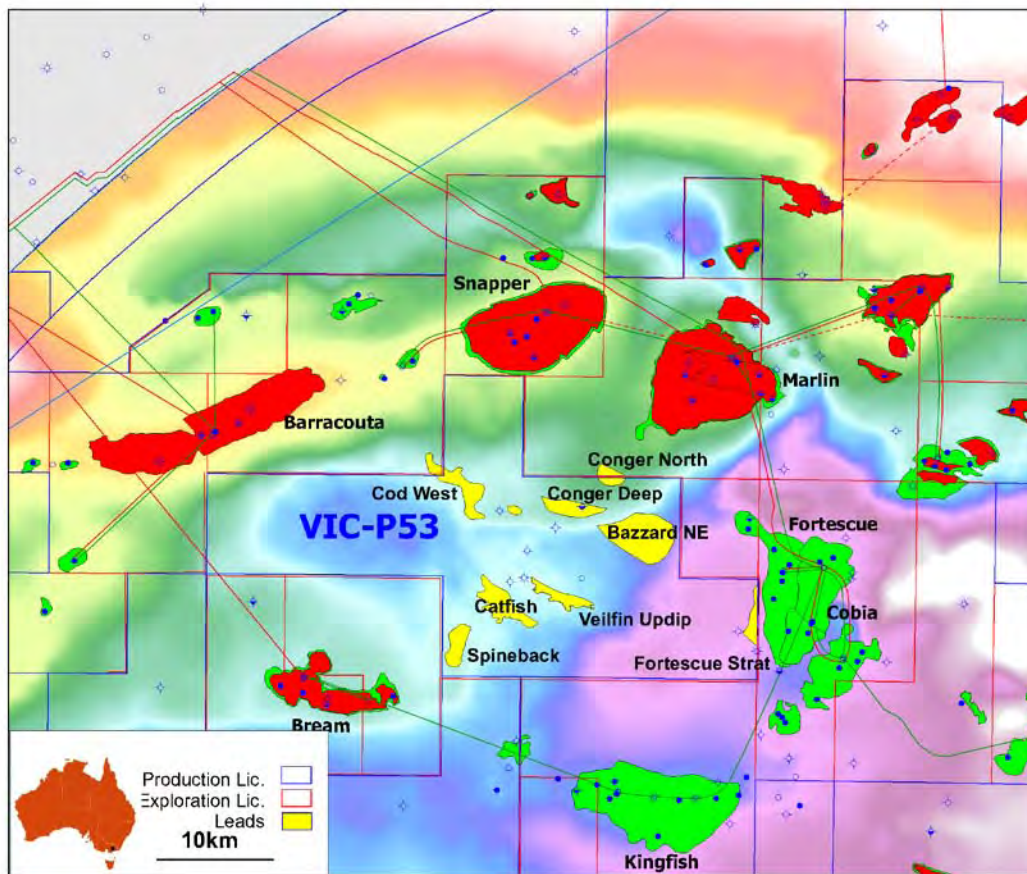 Snapper
Marlin
Barracouta
Conger North
Cod West
Conger Deep
VIC-P53
Bazzard NE
Fortescue
Catfish
Cobia
Veilfin Updip
Spineback
Fortescue Strat
Bream
Production Lic.
Exploration Lic.
Leads
10km
Kingfish